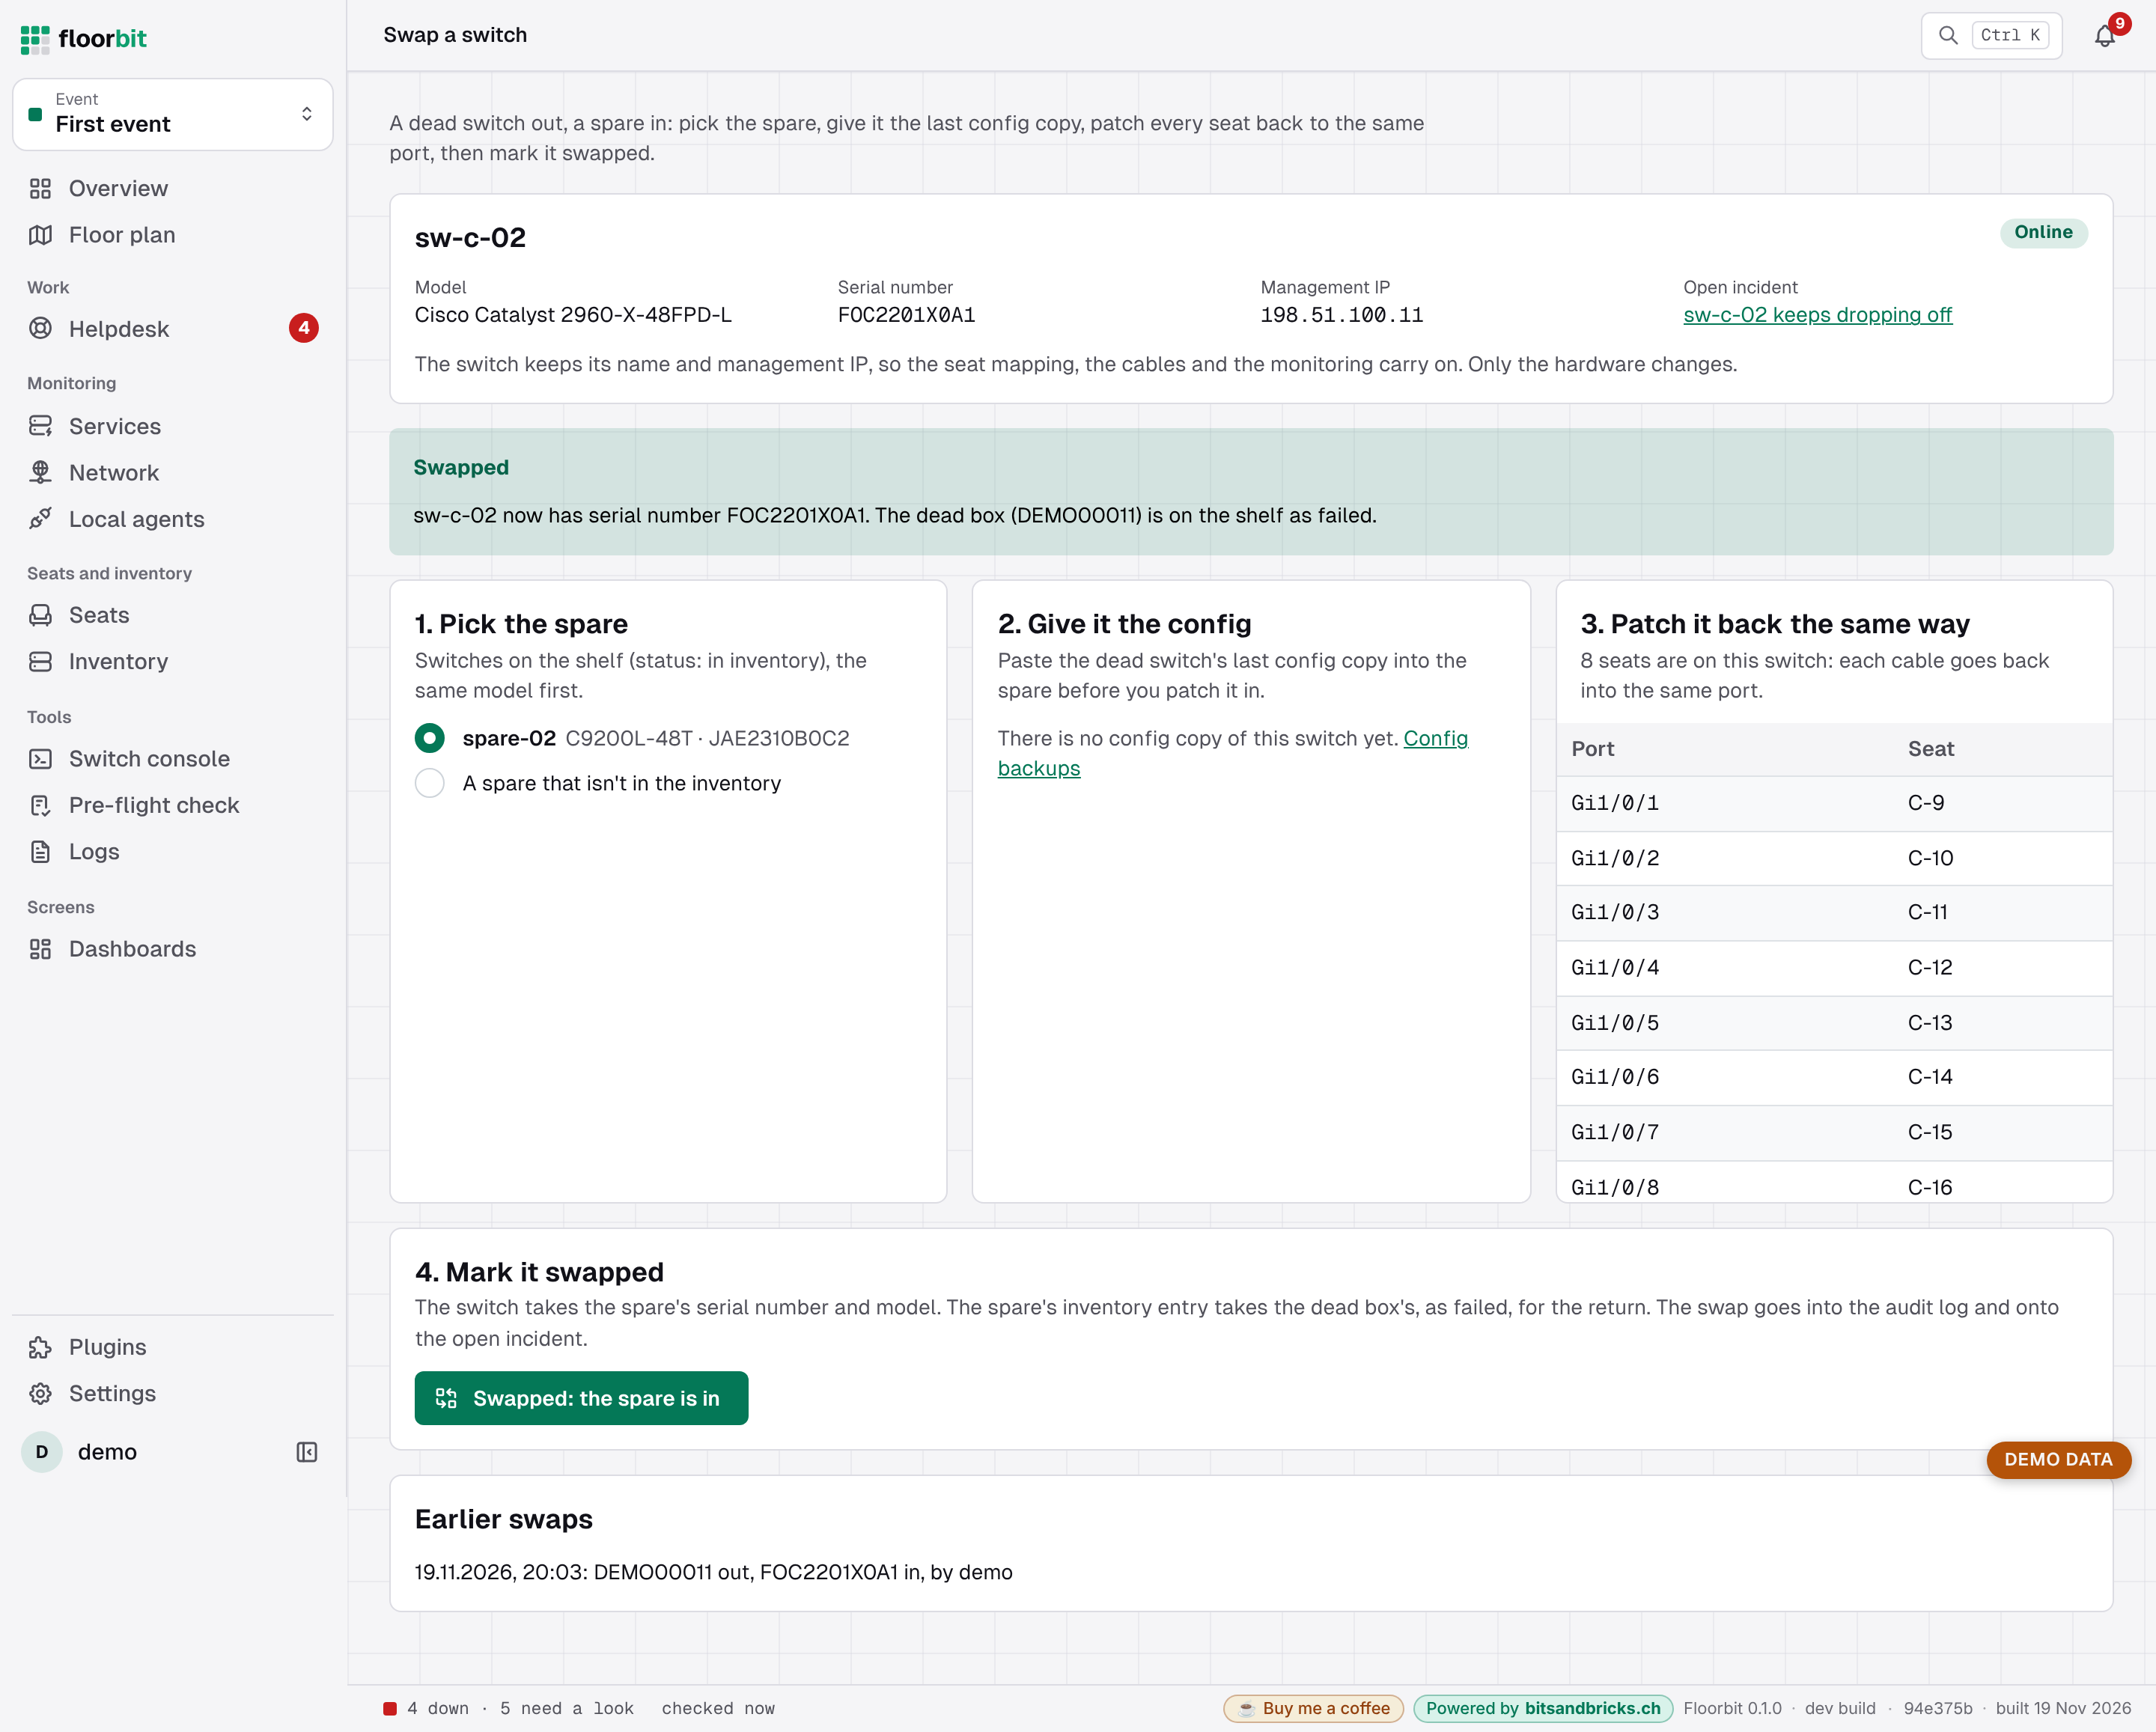 floorbit
Event
First event
Overview
Floor plan
Work
Helpdesk
4
Monitoring
Services
Network
Local agents
Seats and inventory
Seats
Inventory
Tools
Switch console
Pre-flight check
Logs
Screens
Dashboards
Plugins
Settings
D
demo
Swap a switch
Ctrl K
9
A dead switch out, a spare in: pick the spare, give it the last config copy, patch every seat back to the same
port, then mark it swapped.
sw-c-02
Online
Model
Serial number
Management IP
Open incident
Cisco Catalyst 2960-X-48FPD-L
FOC2201X0A1
198.51.100.11
sw-c-02 keeps dropping off
The switch keeps its name and management IP, so the seat mapping, the cables and the monitoring carry on. Only the hardware changes.
Swapped
sw-c-02 now has serial number FOC2201X0A1. The dead box (DEMO00011) is on the shelf as failed.
1. Pick the spare
Switches on the shelf (status: in inventory), the
same model first.
spare-02 C9200L-48T · JAE2310B0C2
A spare that isn't in the inventory
2. Give it the config
Paste the dead switch's last config copy into the
spare before you patch it in.
There is no config copy of this switch yet. Config
backups
3. Patch it back the same way
8 seats are on this switch: each cable goes back
into the same port.
Port Seat
Gi1/0/1 C-9
Gi1/0/2 C-10
Gi1/0/3 C-11
Gi1/0/4 C-12
Gi1/0/5 C-13
Gi1/0/6 C-14
Gi1/0/7 C-15
Gi1/0/8 C-16
4. Mark it swapped
The switch takes the spare's serial number and model. The spare's inventory entry takes the dead box's, as failed, for the return. The swap goes into the audit log and onto
the open incident.
Swapped: the spare is in
DEMO DATA
Earlier swaps
19.11.2026, 20:03: DEMO00011 out, FOC2201X0A1 in, by demo
4 down · 5 need a look checked now
Buy me a coffee
Powered by bitsandbricks.ch
Floorbit 0.1.0 · dev build · 94e375b · built 19 Nov 2026